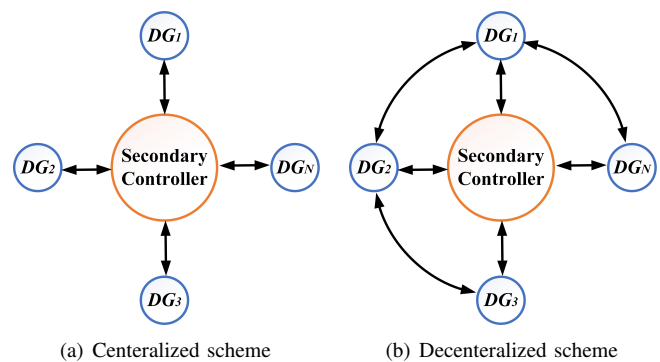 DG1
DG2
Secondary
Controller
DGN
DG3
(a) Centeralized scheme
DG1
DG2
Secondary
Controller
DGN
DG3
(b) Decenteralized scheme